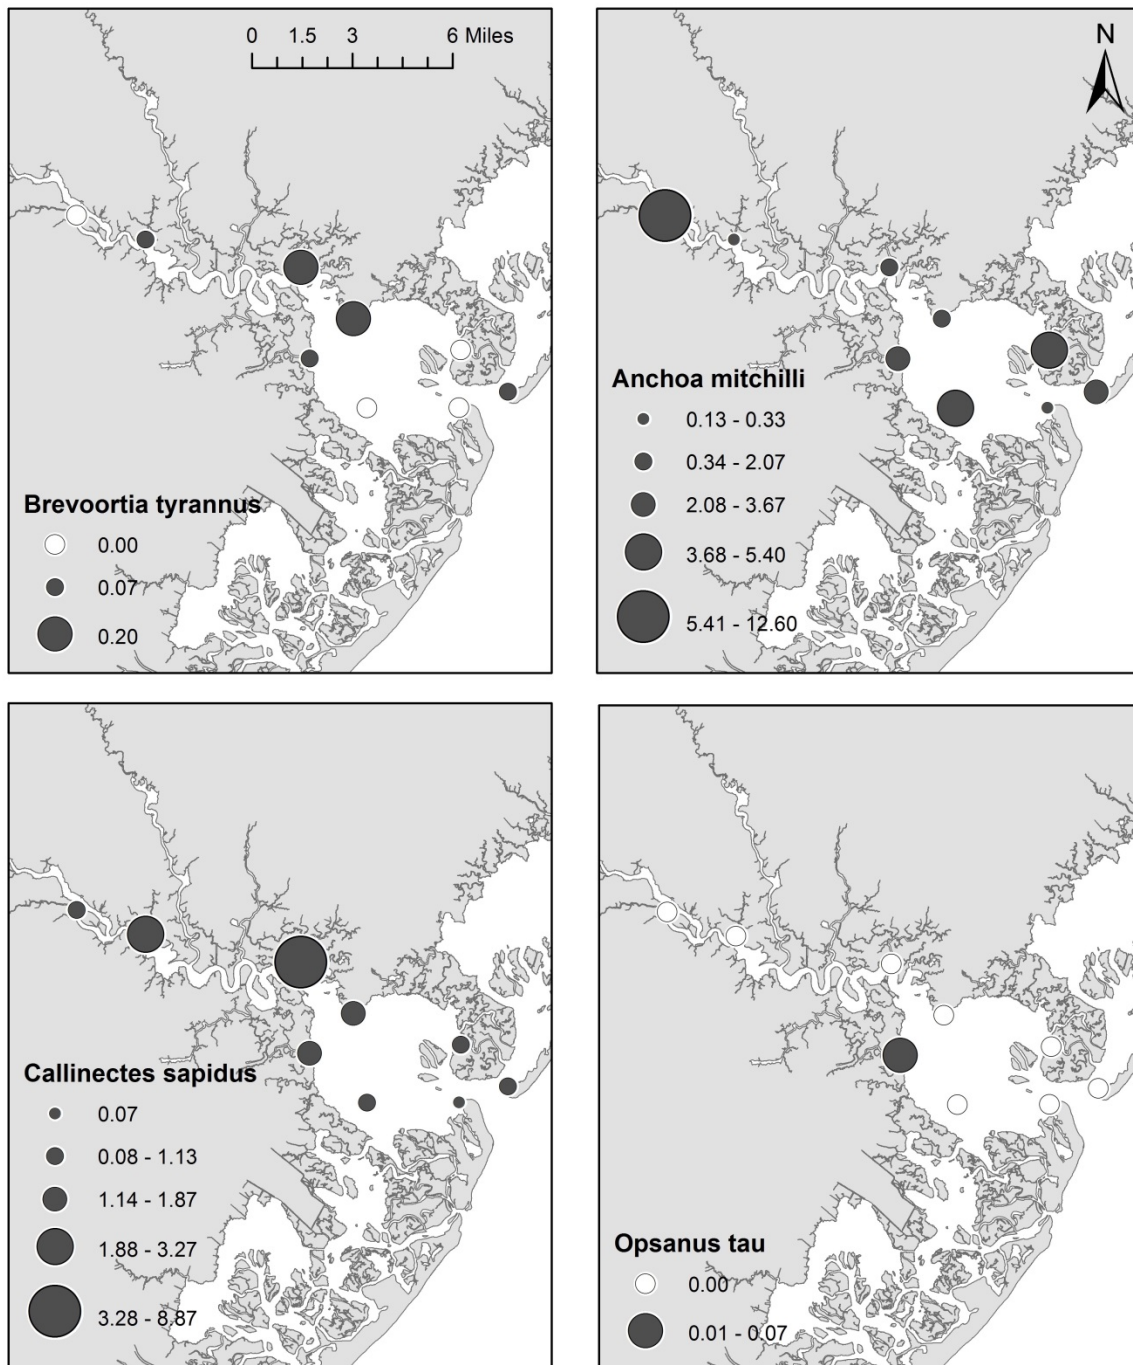 0 1.5 3 6 Miles
N
Brevoortia tyrannus
0.00
0.07
0.20
Anchoa mitchilli
0.13 - 0.33
0.34 - 2.07
2.08 - 3.67
3.68 - 5.40
5.41 - 12.60
Callinectes sapidus
0.07
0.08 - 1.13
1.14 - 1.87
1.88 - 3.27
3.28 - 8.87
Opsanus tau
0.00
0.01 - 0.07